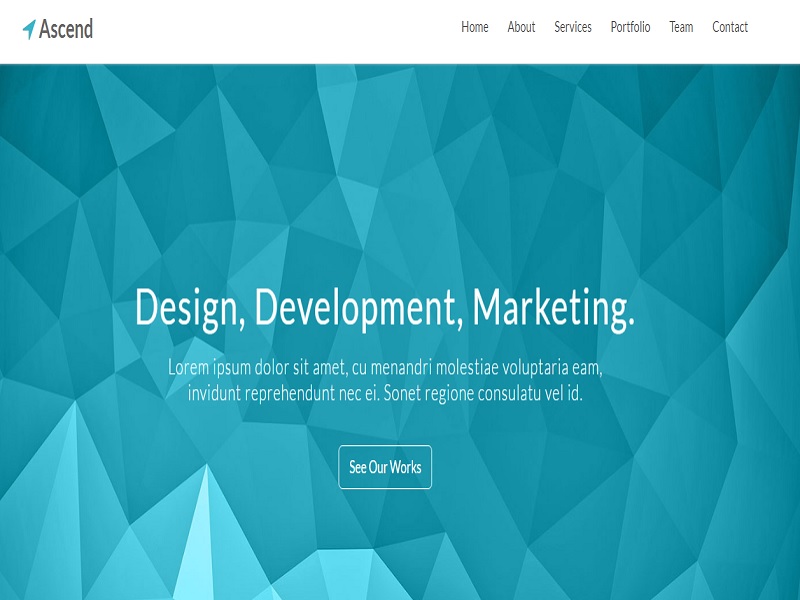 Ascend
Home About Services Portfolio Team Contact
Design, Development, Marketing.
Lorem ipsum dolor sit amet, cu menandri molestiae voluptaria eam,
invidunt reprehendunt nec ei. Sonet regione consulatu vel id.
See Our Works